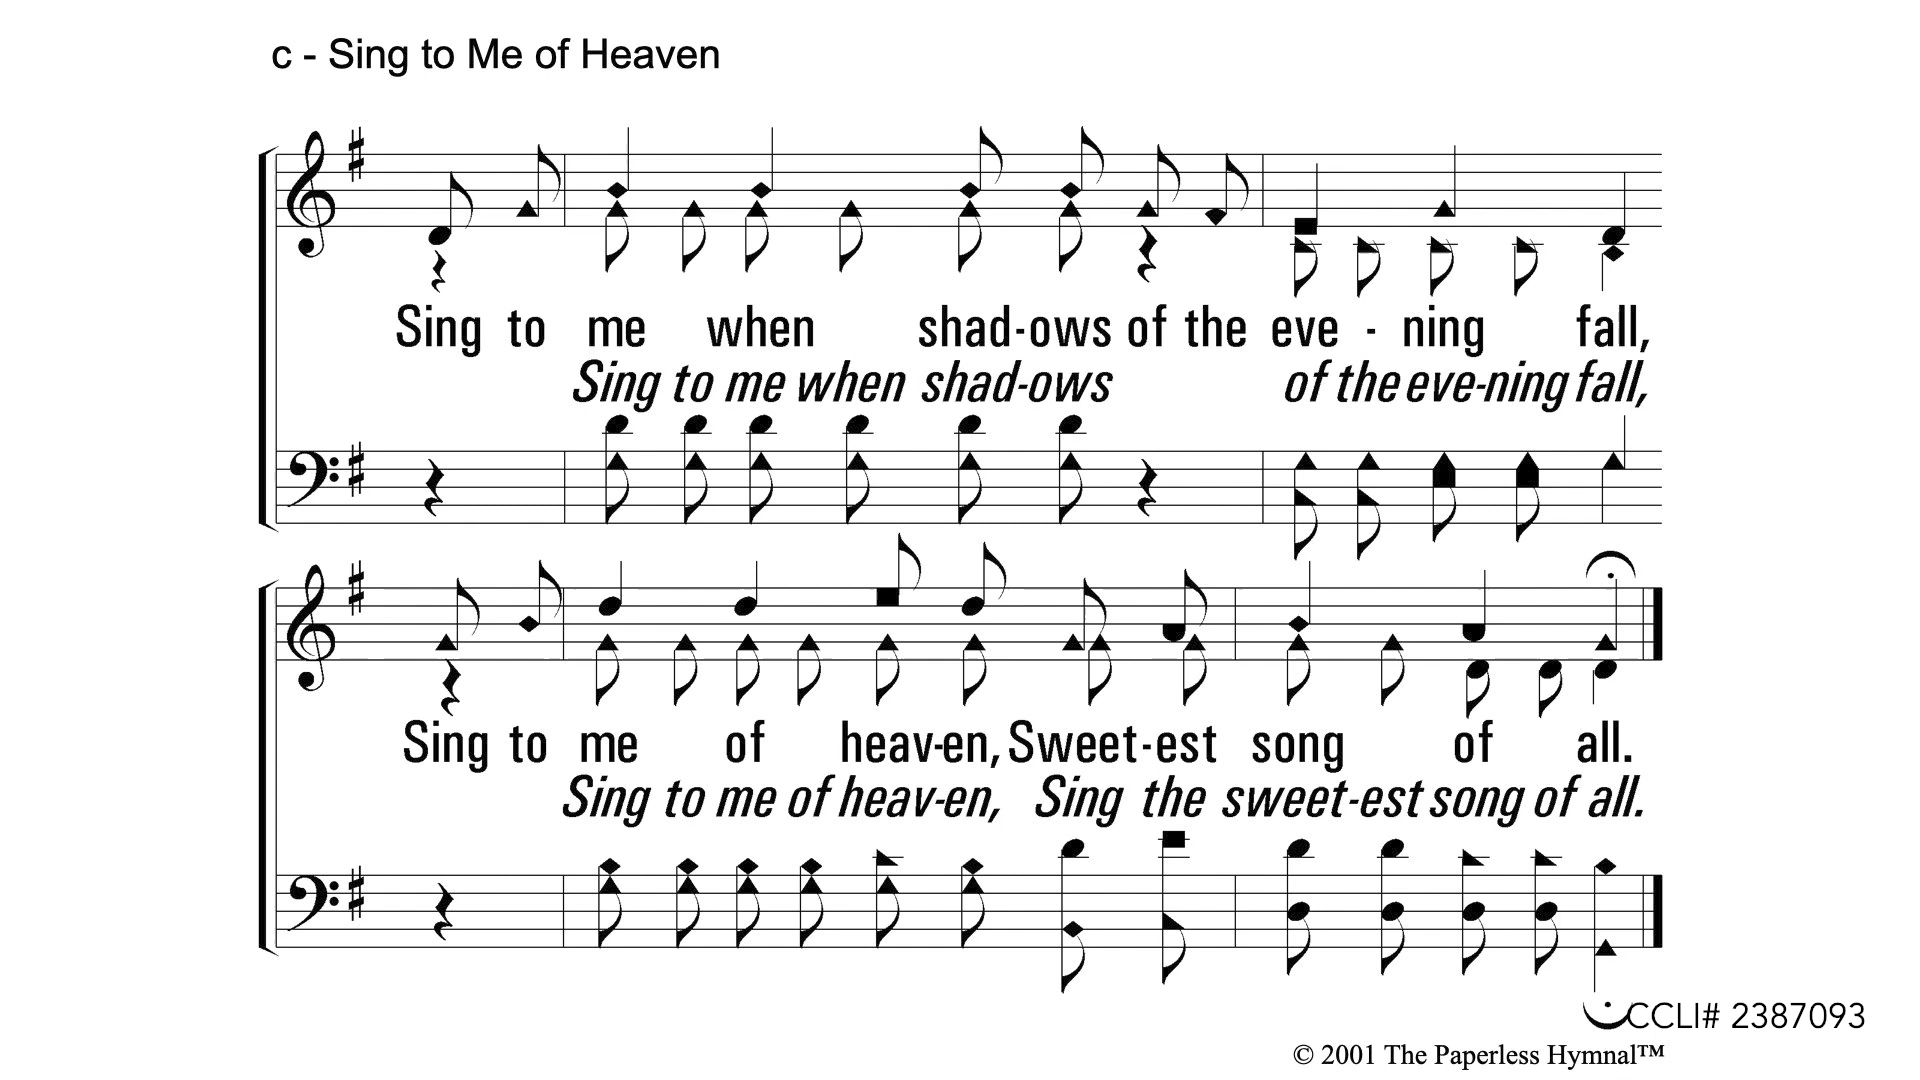 c - Sing to Me of Heaven
Sing to me when shad-ows of the eve - ning fall,
Sing to me when shad-ows of the eve-ning fall,
Sing to me of heav-en, Sweet-est song of all.
Sing to me of heav-en, Sing the sweet-est song of all.
CCLI# 2387093
© 2001 The Paperless Hymnal™